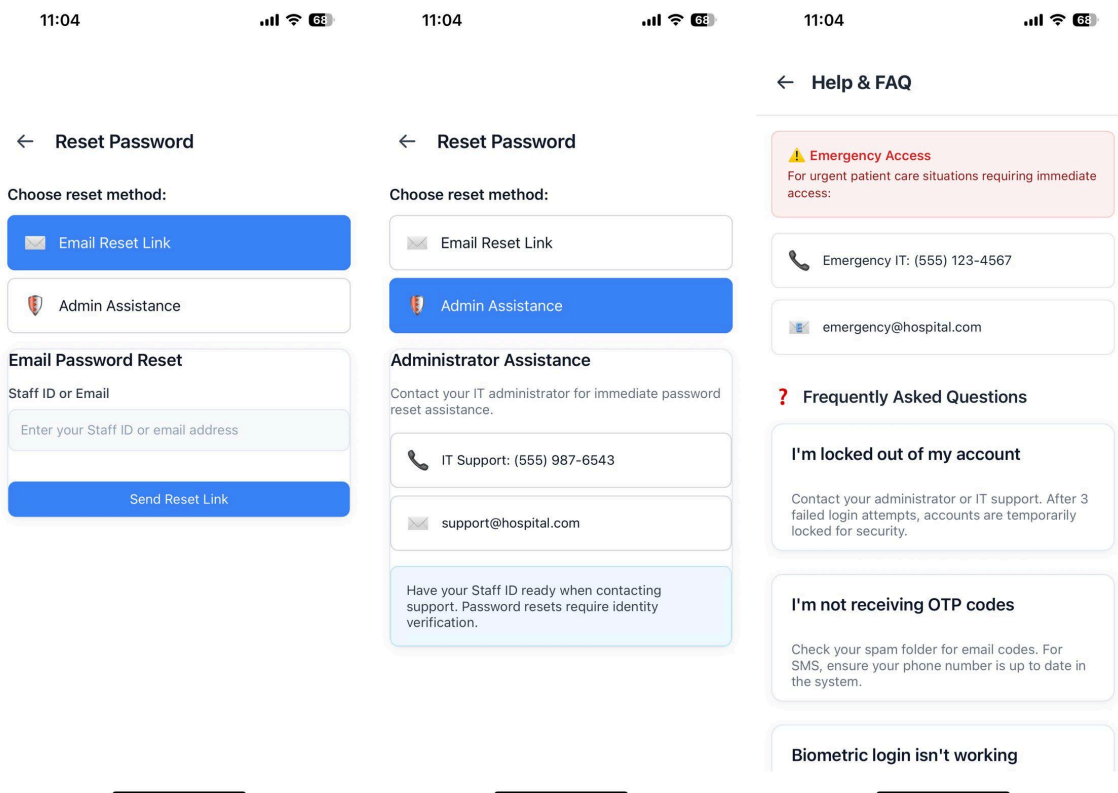 11:04
68
Reset Password
Choose reset method:
Email Reset Link
Admin Assistance
Email Password Reset
Staff ID or Email
Enter your Staff ID or email address
Send Reset Link
11:04
68
Reset Password
Choose reset method:
Email Reset Link
Admin Assistance
Administrator Assistance
Contact your IT administrator for immediate password
reset assistance.
IT Support: (555) 987-6543
support@hospital.com
Have your Staff ID ready when contacting
support. Password resets require identity
verification.
11:04
68
Help & FAQ
Emergency Access
For urgent patient care situations requiring immediate
access:
Emergency IT: (555) 123-4567
emergency@hospital.com
Frequently Asked Questions
I'm locked out of my account
Contact your administrator or IT support. After 3
failed login attempts, accounts are temporarily
locked for security.
I'm not receiving OTP codes
Check your spam folder for email codes. For
SMS, ensure your phone number is up to date in
the system.
Biometric login isn't working